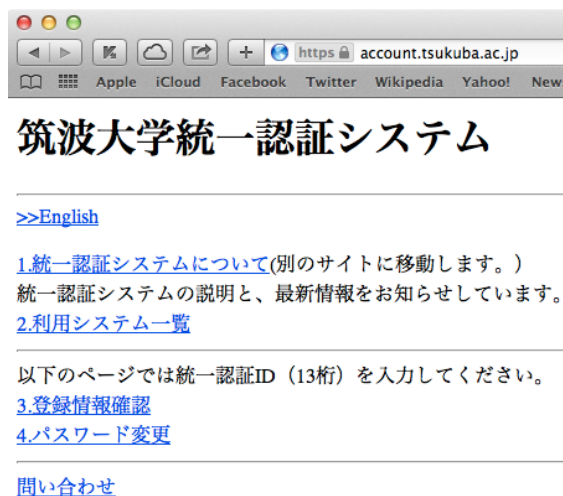 https account.tsukuba.ac.jp
Apple iCloud Facebook Twitter Wikipedia Yahoo!
筑波大学統一認証システム
>>English
1.統一認証システムについて(別のサイトに移動します。)
統一認証システムの説明と、最新情報をお知らせしています。
2.利用システム一覧
以下のページでは統一認証ID（13桁）を入力してください。
3.登録情報確認
4.パスワード変更
問い合わせ